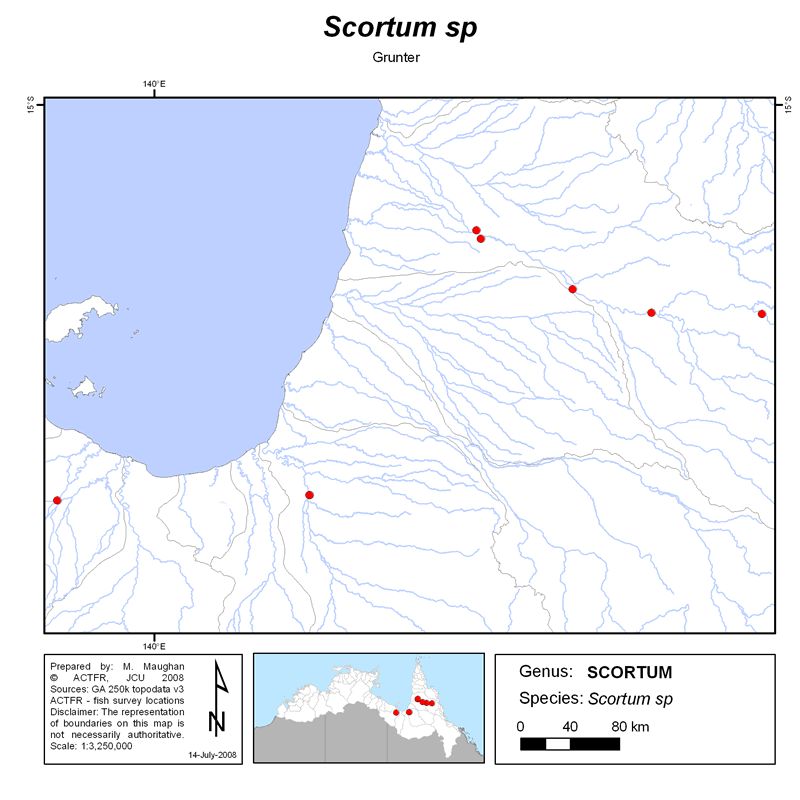 Scortum sp
Grunter
140°E
15°S
15°S
140°E
Prepared by: M. Maughan
© ACTFR, JCU 2008
Sources: GA 250k topodata v3
ACTFR - fish survey locations
Disclaimer: The representation
of boundaries on this map is
not necessarily authoritative.
Scale: 1:3,250,000
14-July-2008
N
Genus: SCORTUM
Species: Scortum sp
0 40 80 km